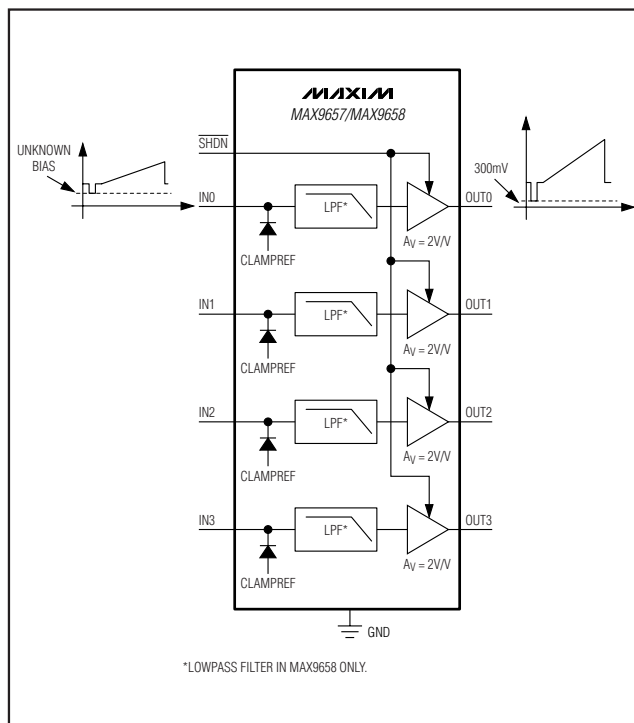 MAXIM
MAX9657/MAX9658
SHDN
UNKNOWN
BIAS
300mV
IN0
LPF*
OUT0
AV = 2V/V
CLAMPREF
IN1
LPF*
OUT1
AV = 2V/V
CLAMPREF
IN2
LPF*
OUT2
AV = 2V/V
CLAMPREF
IN3
LPF*
OUT3
AV = 2V/V
CLAMPREF
GND
*LOWPASS FILTER IN MAX9658 ONLY.